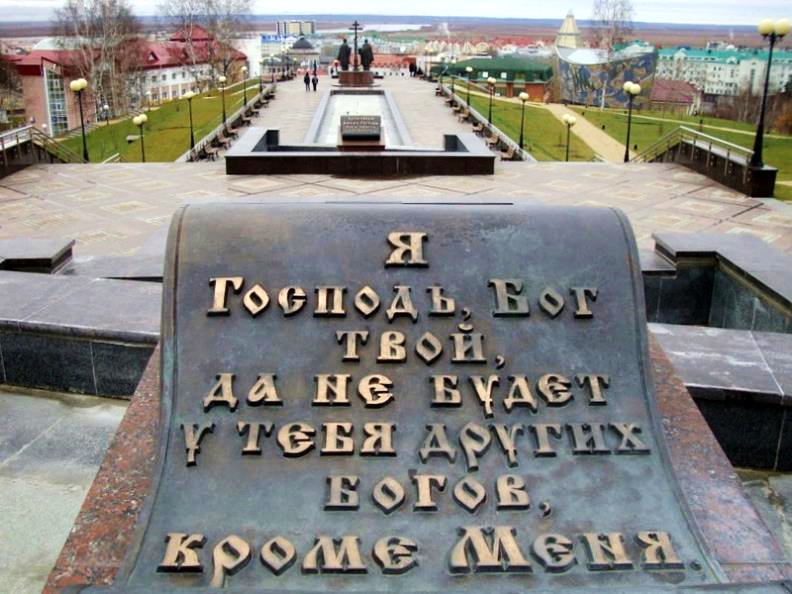 Я
Господь, Бог
твой,
да не будет
у тебя других
богов,
кроме Меня.